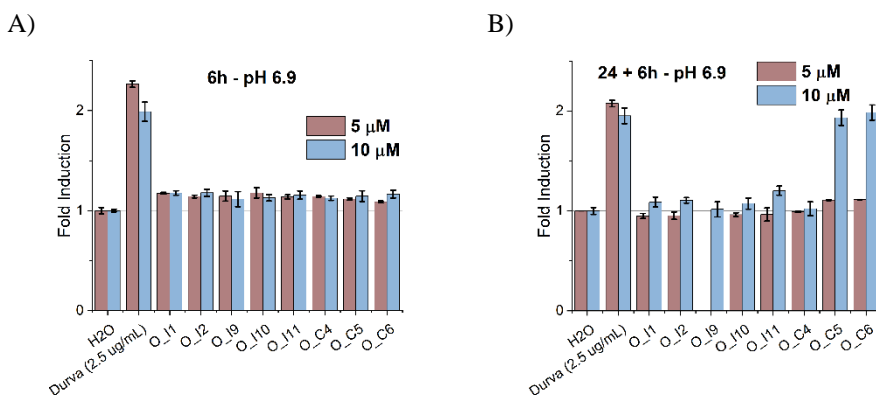 A)
6h - pH 6.9
5 μM
10 μM
Fold Induction
2
1
0
H2O
Durva (2.5 ug/mL)
O_I1
O_I2
O_I9
O_I10
O_I11
O_C4
O_C5
O_C6
B)
24 + 6h - pH 6.9
5 μM
10 μM
Fold Induction
2
1
0
H2O
Durva (2.5 ug/mL)
O_I1
O_I2
O_I9
O_I10
O_I11
O_C4
O_C5
O_C6